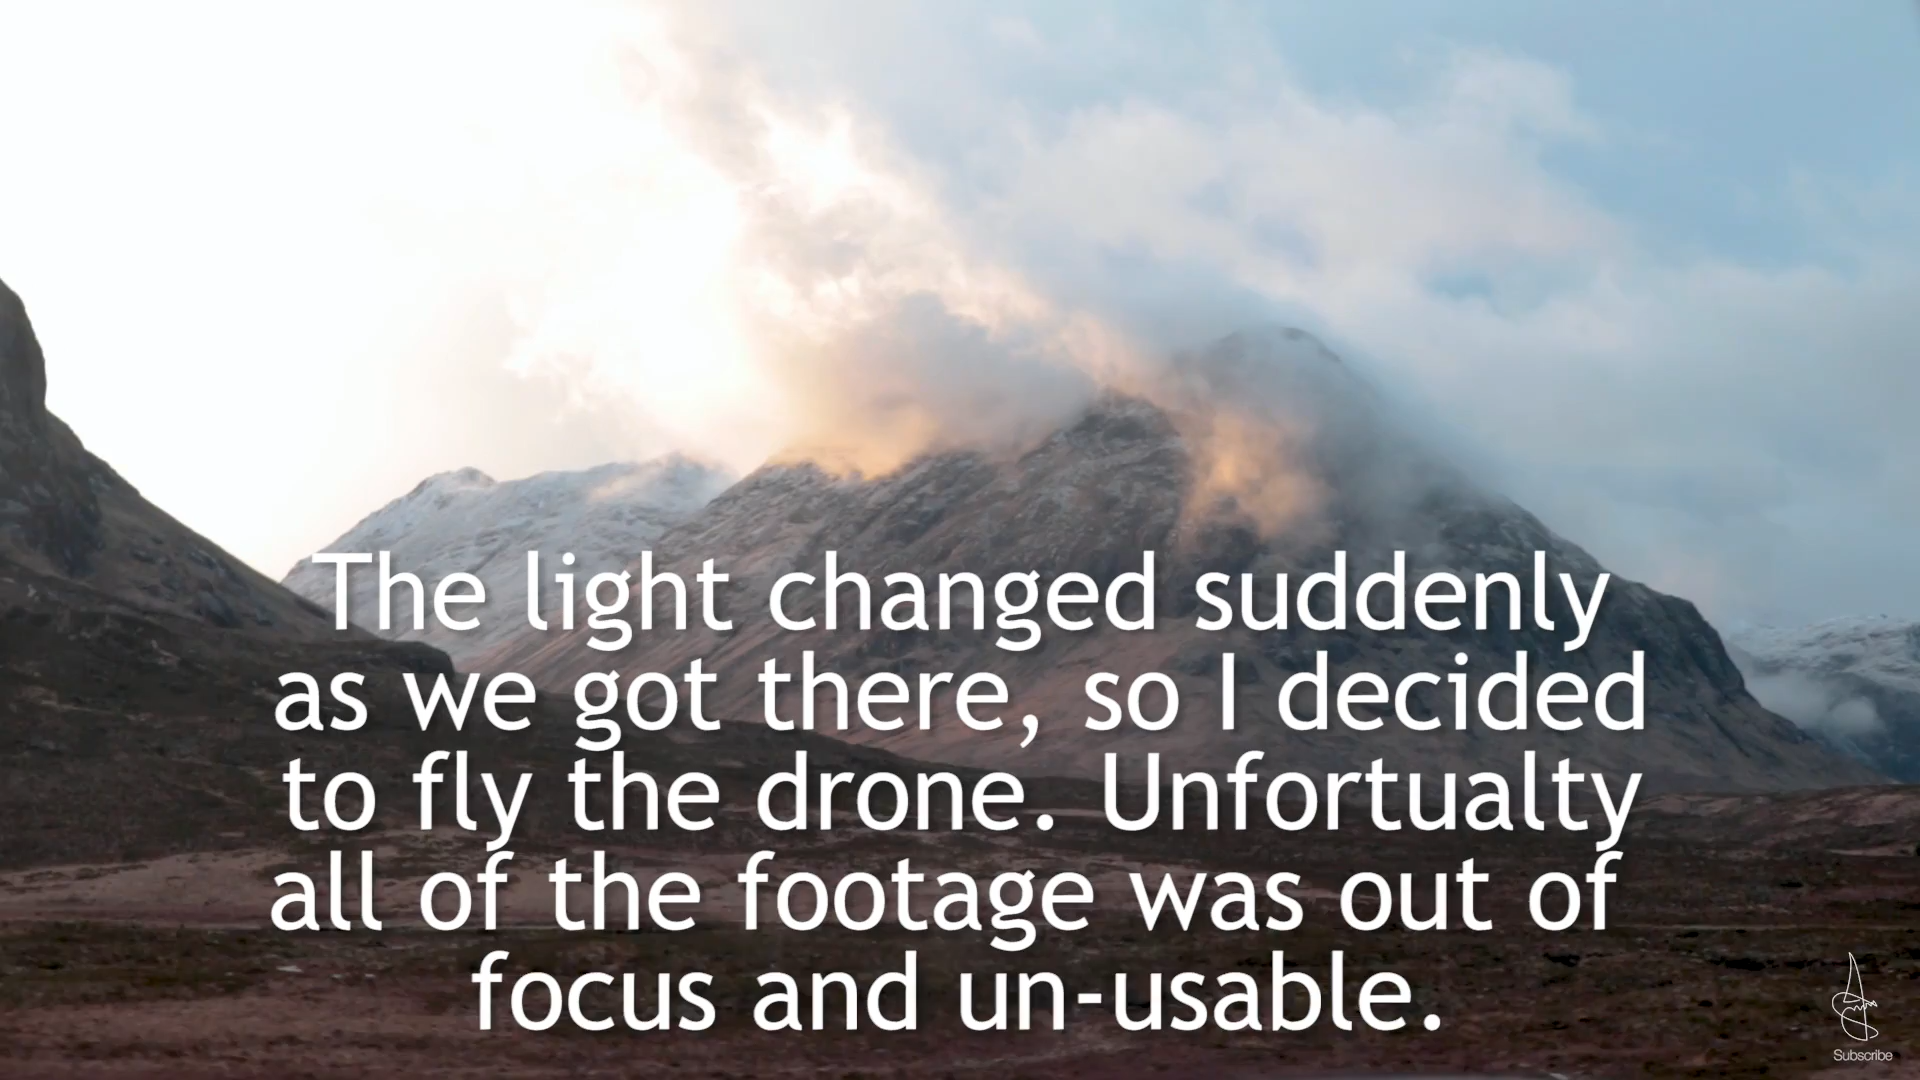 The light changed suddenly
as we got there, so I decided
to fly the drone. Unfortualty
all of the footage was out of
focus and un-usable.
Subscribe